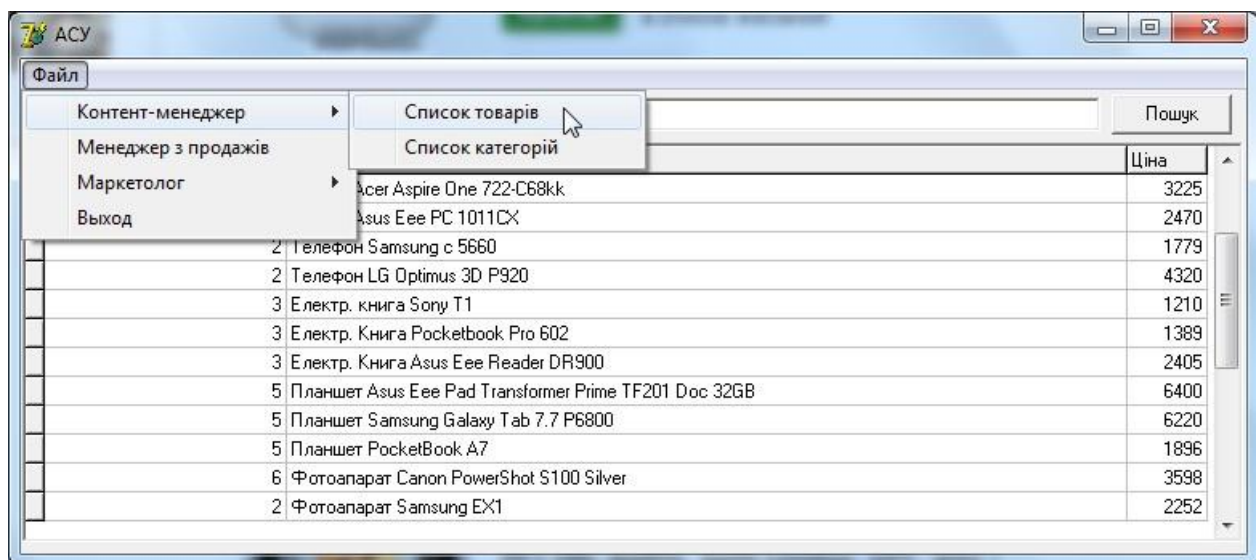 АСУ
Файл
Контент-менеджер
Список товарів
Пошук
Менеджер з продажів
Список категорій
Ціна
Маркетолог
Acer Aspire One 722-C68kk 3225
Выход
Asus Eee PC 1011CX 2470
2 Телефон Samsung с 5660 1779
2 Телефон LG Optimus 3D P920 4320
3 Електр. книга Sony T1 1210
3 Електр. Книга Pocketbook Pro 602 1389
3 Електр. Книга Asus Eee Reader DR900 2405
5 Планшет Asus Eee Pad Transformer Prime TF201 Doc 32GB 6400
5 Планшет Samsung Galaxy Tab 7.7 P6800 6220
5 Планшет PocketBook A7 1896
6 Фотоапарат Canon PowerShot S100 Silver 3598
2 Фотоапарат Samsung EX1 2252